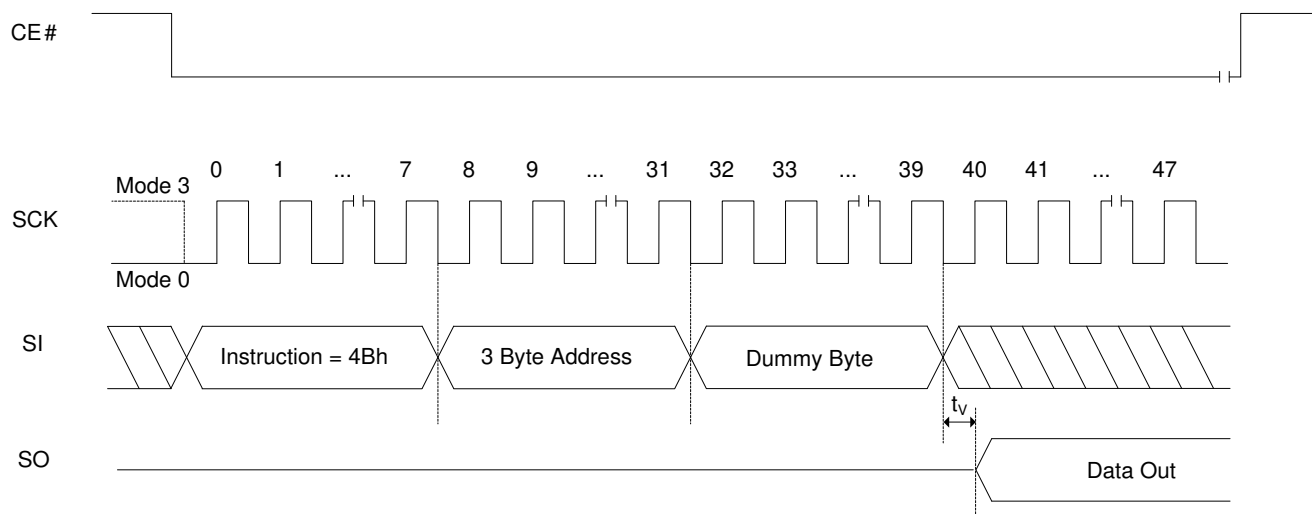 CE#
0 1 ... 7 8 9 ... 31 32 33 ... 39 40 41 ... 47
Mode 3
SCK
Mode 0
SI
Instruction = 4Bh
3 Byte Address
Dummy Byte
tV
SO
Data Out